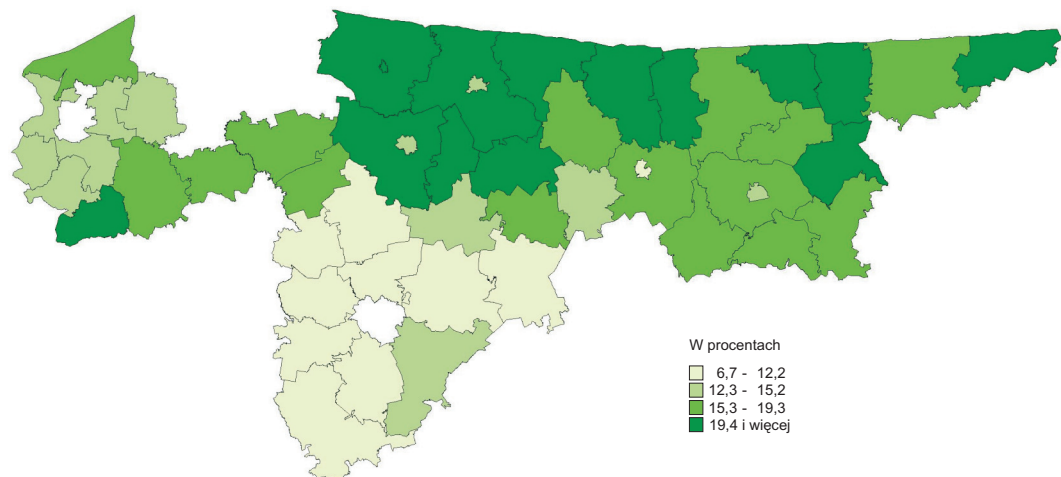 W procentach
6,7 - 12,2
12,3 - 15,2
15,3 - 19,3
19,4 i więcej